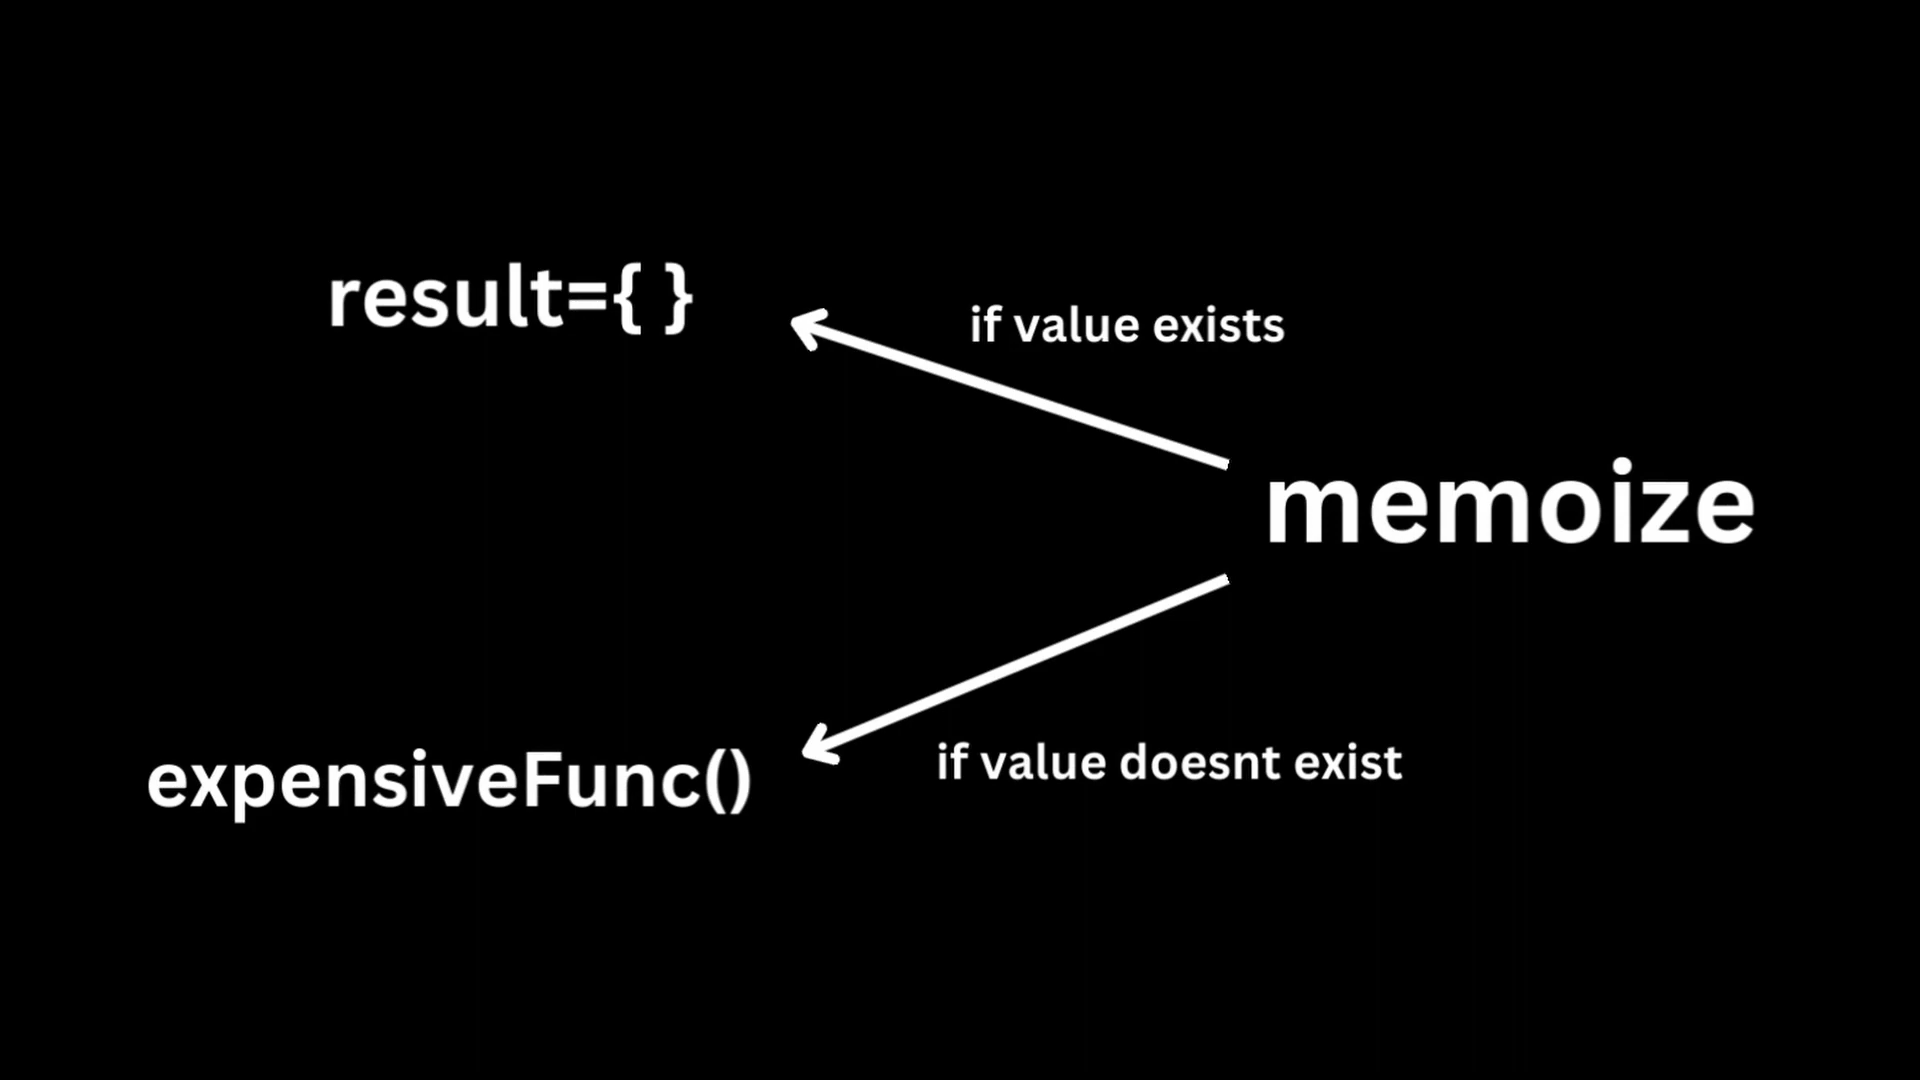 result={ }
if value exists
memoize
expensiveFunc()
if value doesnt exist